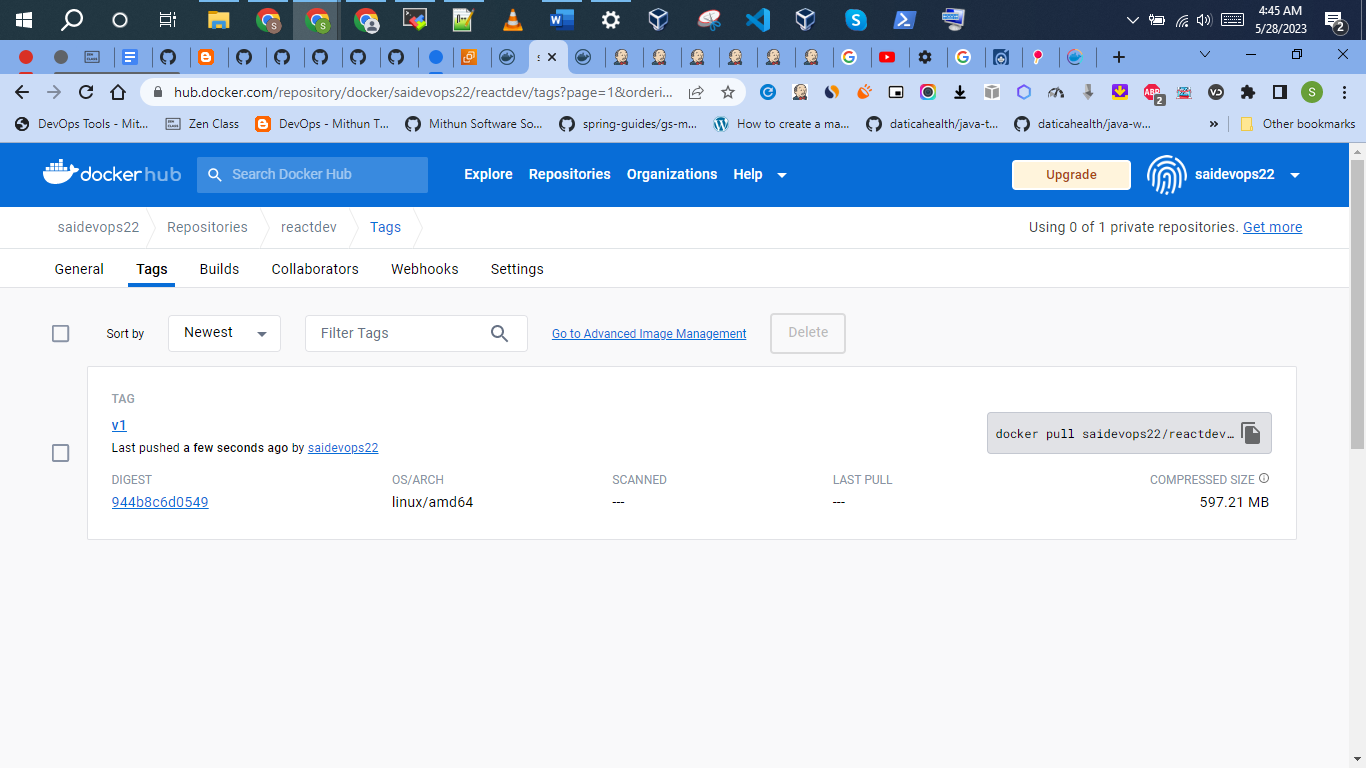 4:45 AM
5/28/2023
2
s
hub.docker.com/repository/docker/saidevops22/reactdev/tags?page=1&orderi...
ABP
2
S
DevOps Tools - Mit...
Zen Class
DevOps - Mithun T...
Mithun Software So...
spring-guides/gs-m...
How to create a ma...
daticahealth/java-t...
daticahealth/java-w...
»
Other bookmarks
docker hub
Search Docker Hub
Explore
Repositories
Organizations
Help
Upgrade
saidevops22
saidevops22
Repositories
reactdev
Tags
Using 0 of 1 private repositories. Get more
General
Tags
Builds
Collaborators
Webhooks
Settings
Sort by
Newest
Filter Tags
Go to Advanced Image Management
Delete
TAG
v1
Last pushed a few seconds ago by saidevops22
docker pull saidevops22/reactdev…
DIGEST
OS/ARCH
SCANNED
LAST PULL
COMPRESSED SIZE
944b8c6d0549
linux/amd64
---
---
597.21 MB